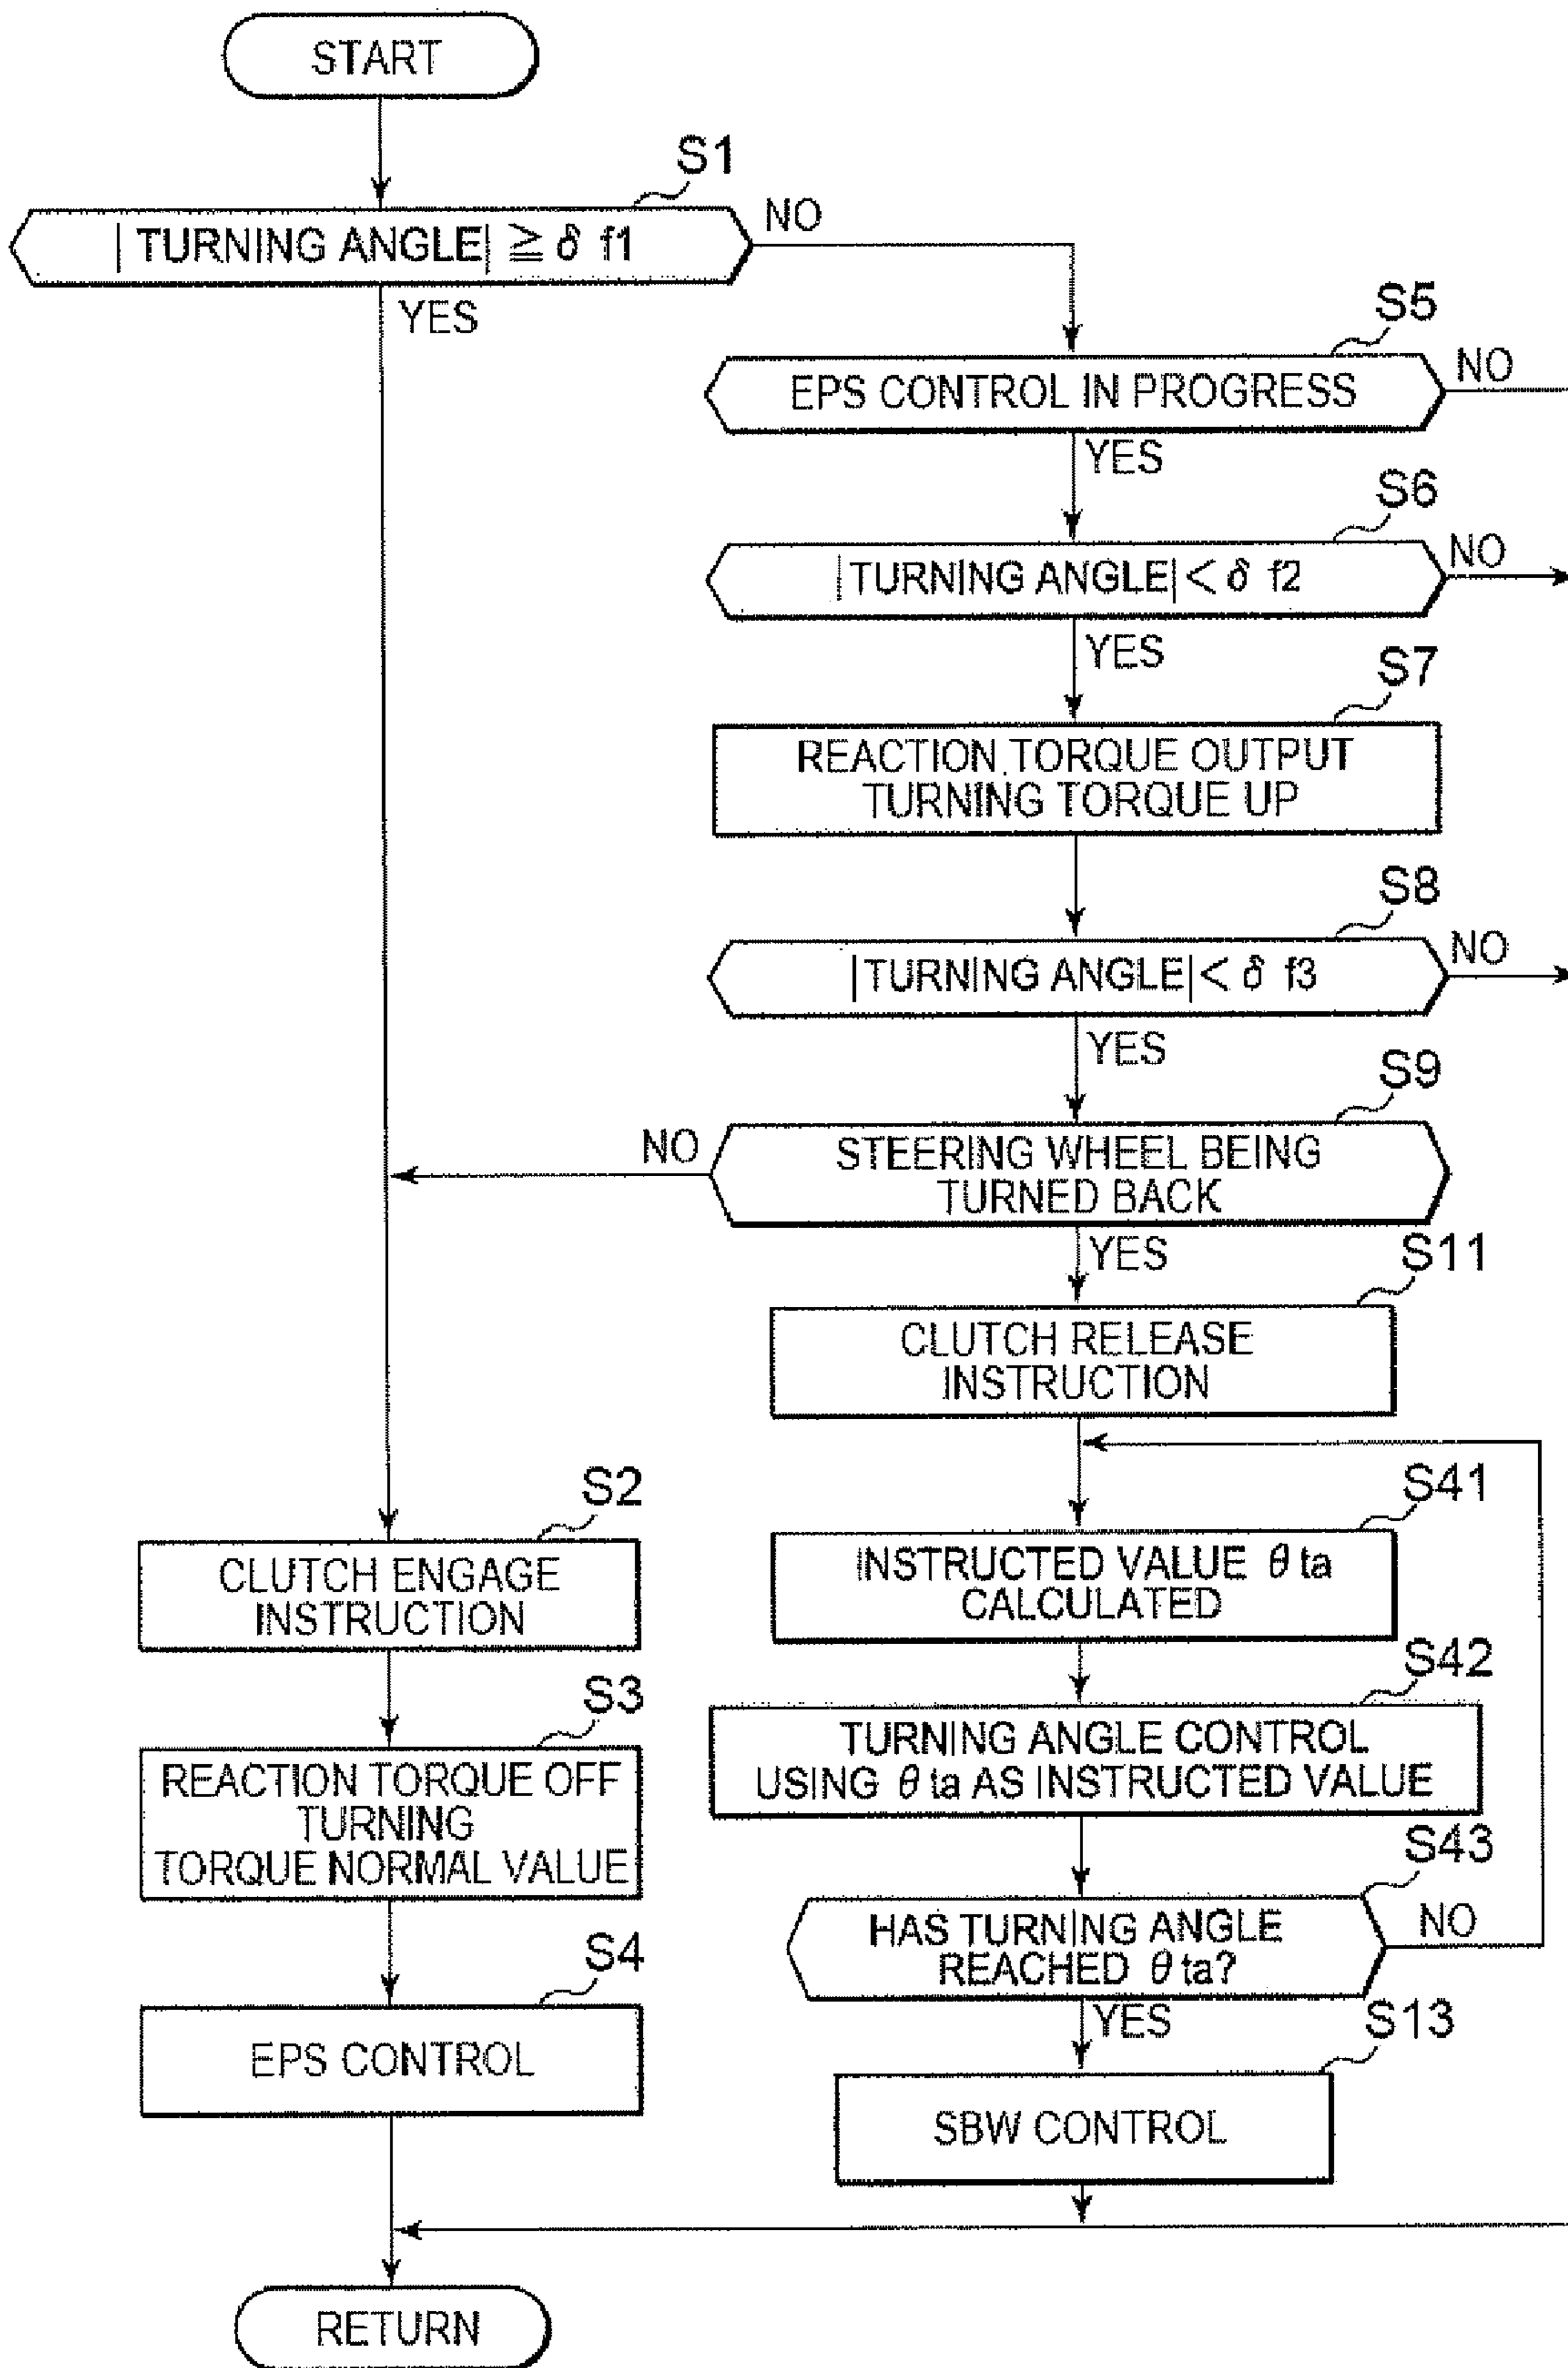 START
S1
| TURNING ANGLE| ≧ δ f1
NO
YES
S5
EPS CONTROL IN PROGRESS
NO
YES
S6
|TURNING ANGLE|< δ f2
NO
YES
S7
REACTION TORQUE OUTPUT
TURNING TORQUE UP
S8
|TURNING ANGLE|< δ f3
NO
YES
S9
STEERING WHEEL BEING
TURNED BACK
NO
YES
S11
CLUTCH RELEASE
INSTRUCTION
S41
INSTRUCTED VALUE θ ta
CALCULATED
S42
TURNING ANGLE CONTROL
USING θ ta AS INSTRUCTED VALUE
S43
HAS TURNING ANGLE
REACHED θ ta?
NO
YES
S13
SBW CONTROL
S2
CLUTCH ENGAGE
INSTRUCTION
S3
REACTION TORQUE OFF
TURNING
TORQUE NORMAL VALUE
S4
EPS CONTROL
RETURN